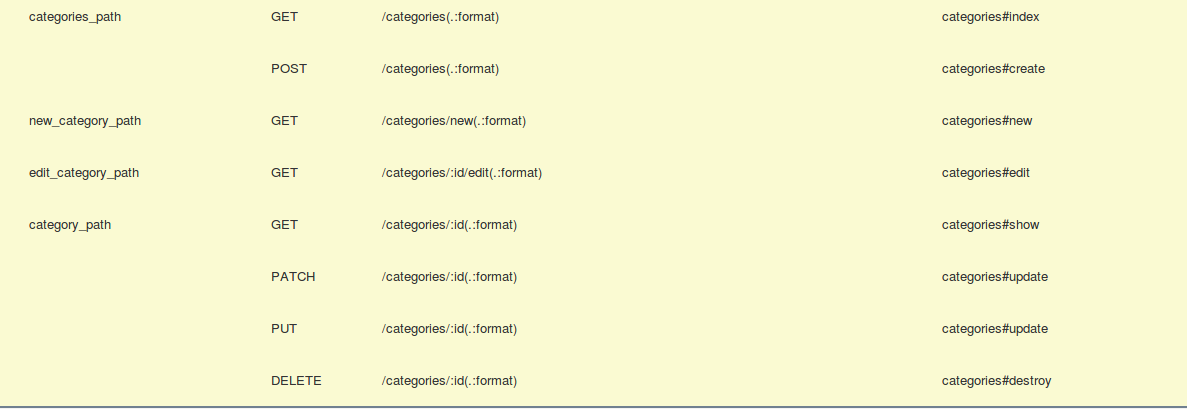 categories_path GET /categories(.:format) categories#index
POST /categories(.:format) categories#create
new_category_path GET /categories/new(.:format) categories#new
edit_category_path GET /categories/:id/edit(.:format) categories#edit
category_path GET /categories/:id(.:format) categories#show
PATCH /categories/:id(.:format) categories#update
PUT /categories/:id(.:format) categories#update
DELETE /categories/:id(.:format) categories#destroy